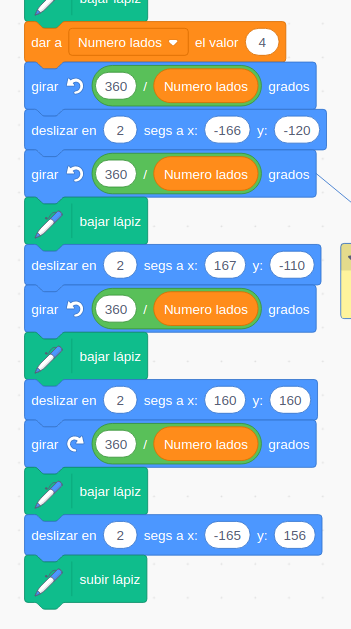 bajar lápiz
dar a Numero lados el valor 4
girar 360 / Numero lados grados
deslizar en 2 segs a x: -166 y: -120
girar 360 / Numero lados grados
bajar lápiz
deslizar en 2 segs a x: 167 y: -110
girar 360 / Numero lados grados
bajar lápiz
deslizar en 2 segs a x: 160 y: 160
girar 360 / Numero lados grados
bajar lápiz
deslizar en 2 segs a x: -165 y: 156
subir lápiz